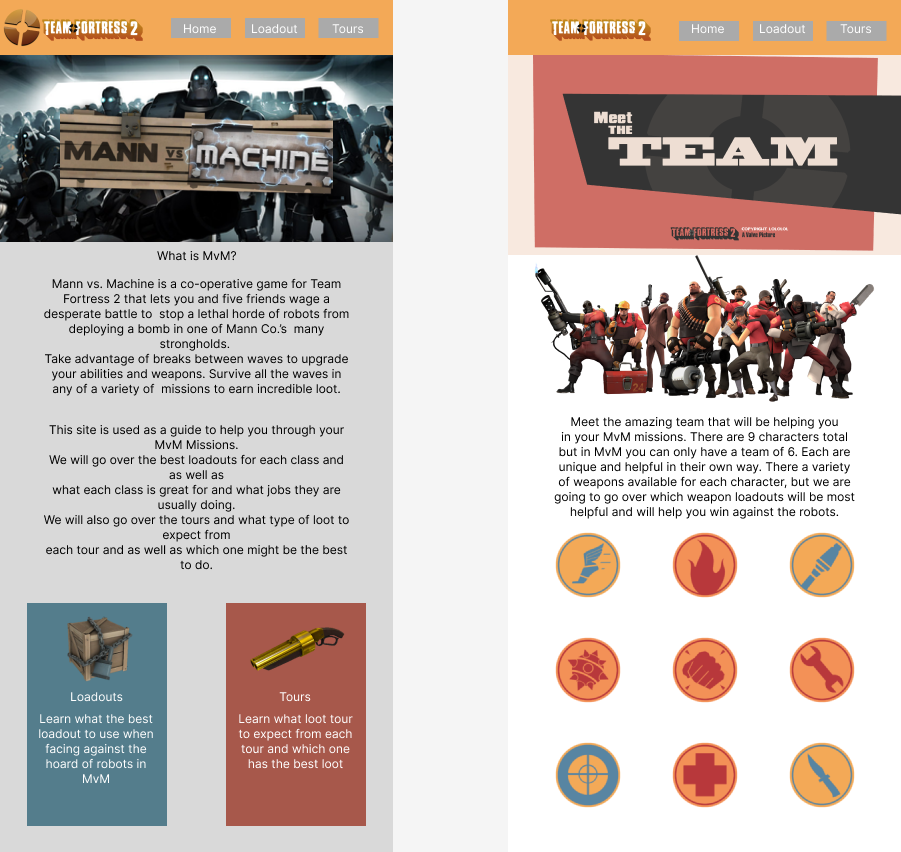 TEAM FORTRESS 2
Home
Loadout
Tours
MANN VS MACHINE
What is MvM?
Mann vs. Machine is a co-operative game for Team
Fortress 2 that lets you and five friends wage a
desperate battle to  stop a lethal horde of robots from
deploying a bomb in one of Mann Co.'s  many
strongholds.
Take advantage of breaks between waves to upgrade
your abilities and weapons. Survive all the waves in
any of a variety of  missions to earn incredible loot.
This site is used as a guide to help you through your
MvM Missions.
We will go over the best loadouts for each class and
as well as
what each class is great for and what jobs they are
usually doing.
We will also go over the tours and what type of loot to
expect from
each tour and as well as which one might be the best
to do.
Loadouts
Learn what the best
loadout to use when
facing against the
hoard of robots in
MvM
Tours
Learn what loot tour
to expect from each
tour and which one
has the best loot
TEAM FORTRESS 2
Home
Loadout
Tours
Meet
THE
TEAM
TEAM FORTRESS 2
COPYRIGHT LOLOLOL
A Valve Picture
24
Meet the amazing team that will be helping you
in your MvM missions. There are 9 characters total
but in MvM you can only have a team of 6. Each are
unique and helpful in their own way. There a variety
of weapons available for each character, but we are
going to go over which weapon loadouts will be most
helpful and will help you win against the robots.